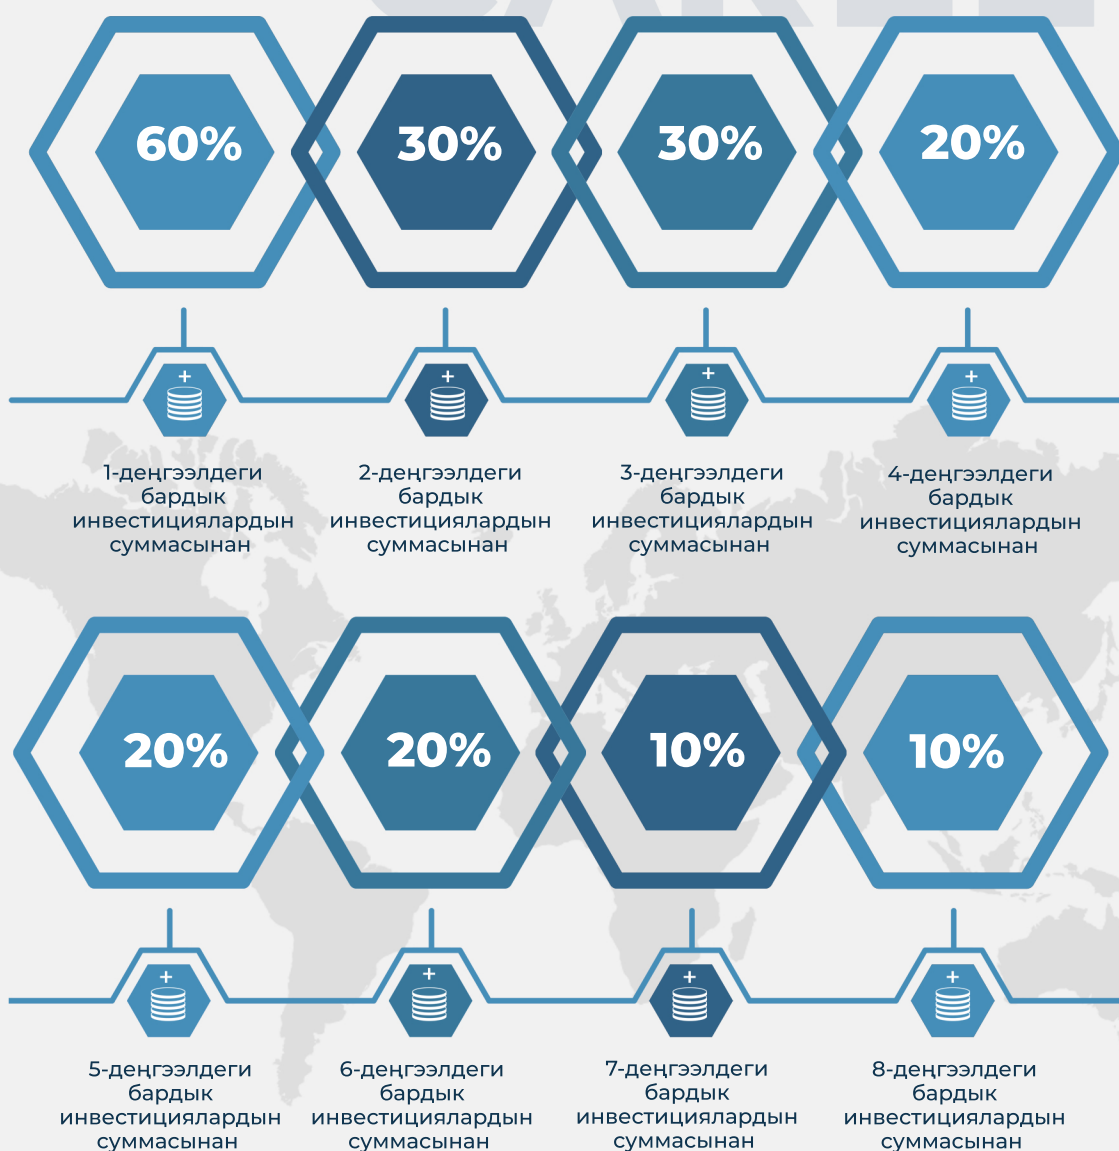 60%
30%
30%
20%
1-деңгээлдеги
бардык
инвестициялардын
суммасынан
2-деңгээлдеги
бардык
инвестициялардын
суммасынан
3-деңгээлдеги
бардык
инвестициялардын
суммасынан
4-деңгээлдеги
бардык
инвестициялардын
суммасынан
20%
20%
10%
10%
5-деңгээлдеги
бардык
инвестициялардын
суммасынан
6-деңгээлдеги
бардык
инвестициялардын
суммасынан
7-деңгээлдеги
бардык
инвестициялардын
суммасынан
8-деңгээлдеги
бардык
инвестициялардын
суммасынан